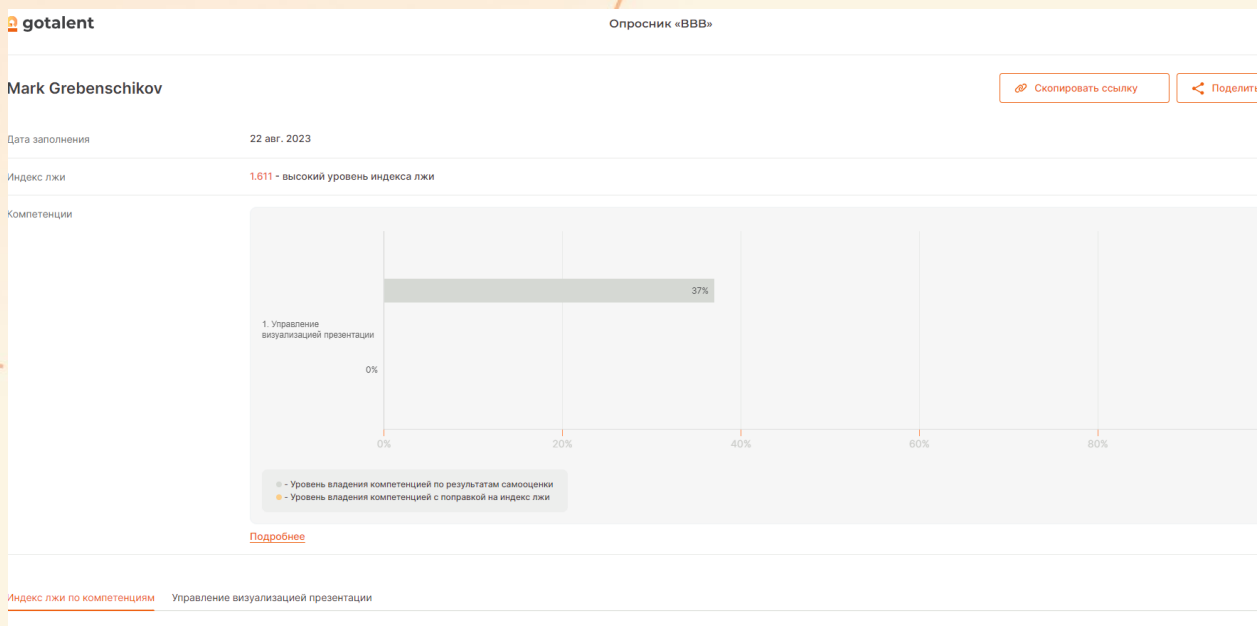 gotalent
Опросник «BBB»
Mark Grebenschikov
Скопировать ссылку
Поделить
Дата заполнения
22 авг. 2023
Индекс лжи
1.611 - высокий уровень индекса лжи
Компетенции
37%
1. Управление
визуализацией презентации
0%
0%
20%
40%
60%
80%
- Уровень владения компетенцией по результатам самооценки
- Уровень владения компетенцией с поправкой на индекс лжи
Подробнее
Индекс лжи по компетенциям
Управление визуализацией презентации